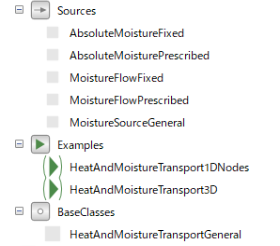 Sources
AbsoluteMoistureFixed
AbsoluteMoisturePrescribed
MoistureFlowFixed
MoistureFlowPrescribed
MoistureSourceGeneral
Examples
HeatAndMoistureTransport1DNodes
HeatAndMoistureTransport3D
BaseClasses
HeatAndMoistureTransportGeneral